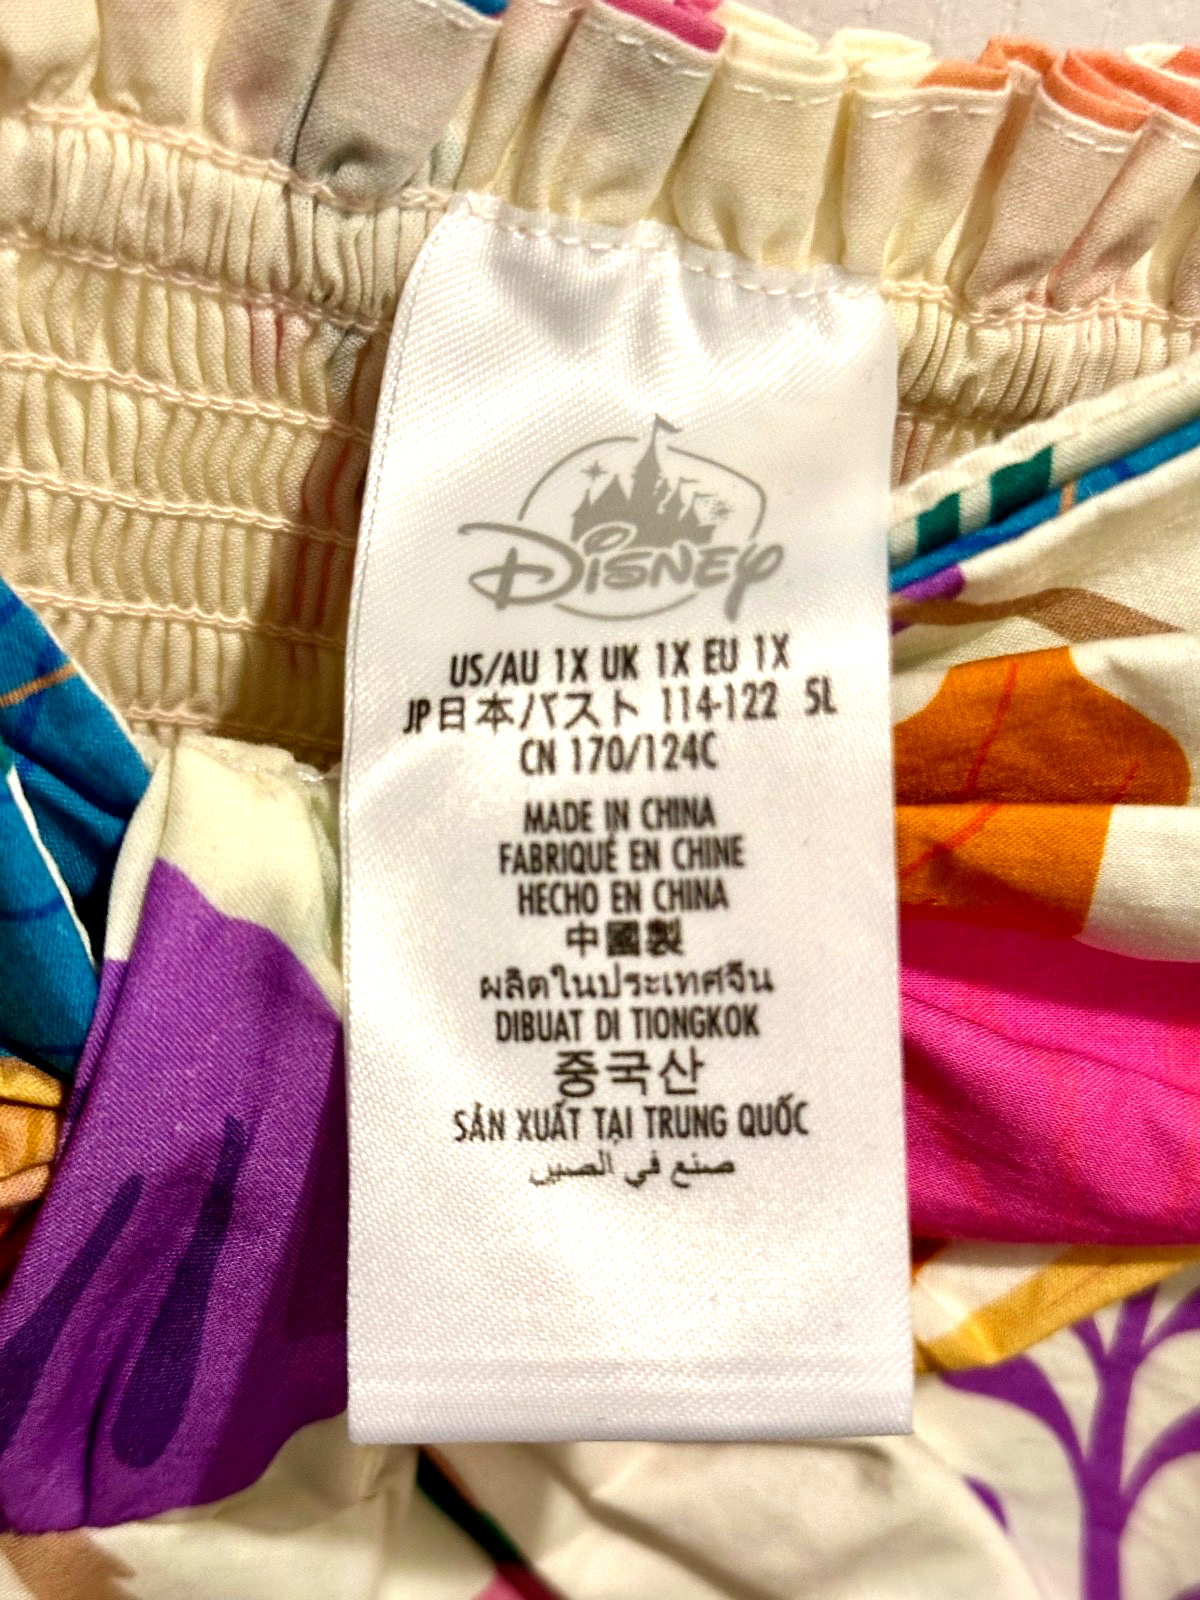 Disney
US/AU 1X UK 1X EU 1X
JP日本バスト 114-122 5L
CN 170/124C
MADE IN CHINA
FABRIQUÉ EN CHINE
HECHO EN CHINA
中國製
ผลิตในประเทศจีน
DIBUAT DI TIONGKOK
중국산
SẢN XUẤT TẠI TRUNG QUỐC
صنع في الصين